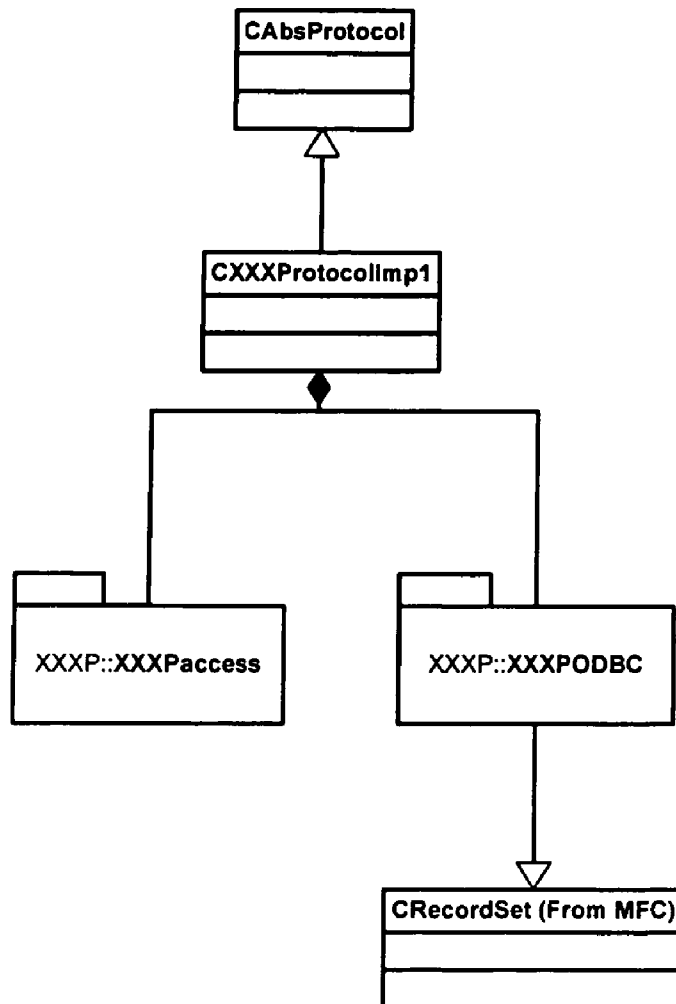 CAbsProtocol
CXXXProtocolImp1
XXXP::XXXPaccess
XXXP::XXXPODBC
CRecordSet (From MFC)